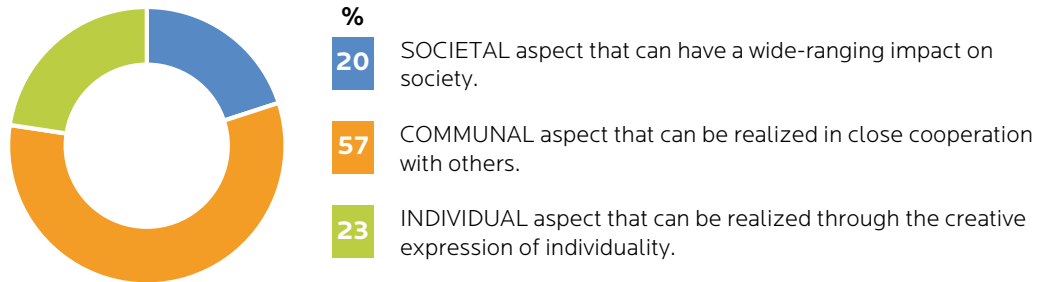 %
20
SOCIETAL aspect that can have a wide-ranging impact on
society.
57
COMMUNAL aspect that can be realized in close cooperation
with others.
23
INDIVIDUAL aspect that can be realized through the creative
expression of individuality.